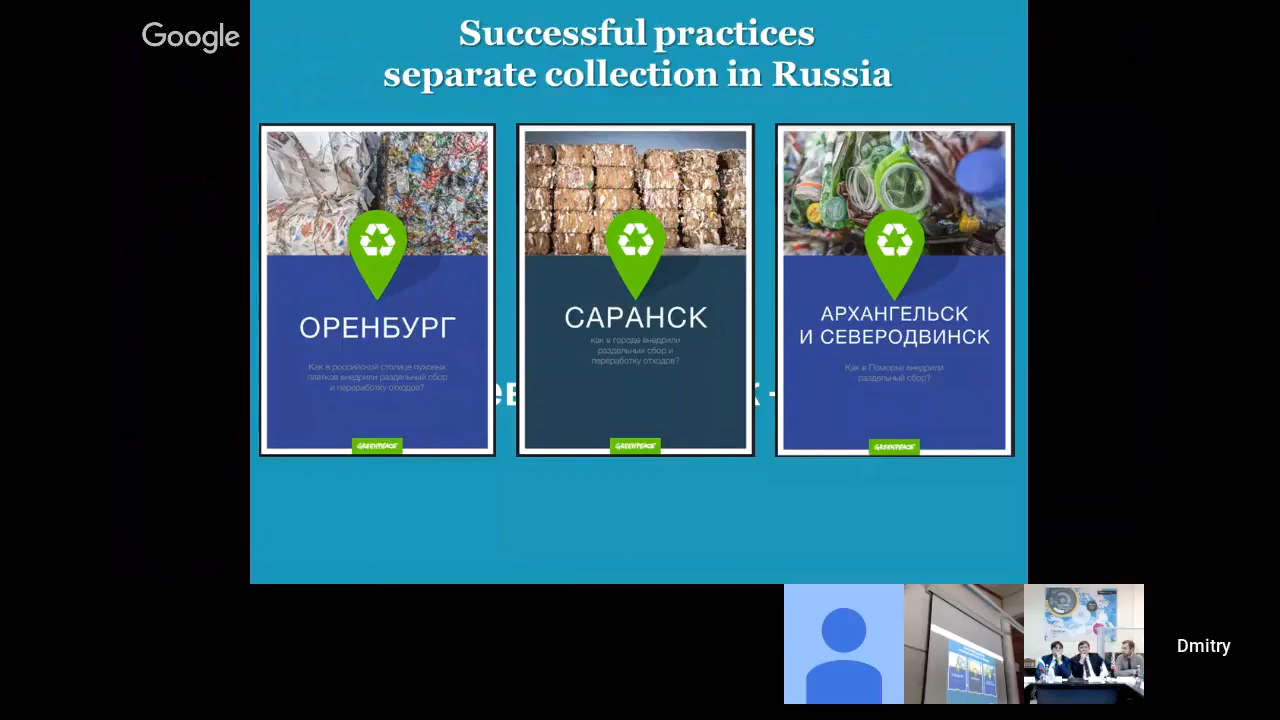 Google
Successful practices
separate collection in Russia
ОРЕНБУРГ
Как в российской столице пуховых
платков внедрили раздельный сбор
и переработку отходов?
GREENPEACE
САРАНСК
как в городе внедрили
раздельный сбор и
переработку отходов?
GREENPEACE
АРХАНГЕЛЬСК
И СЕВЕРОДВИНСК
Как в Поморье внедрили
раздельный сбор?
GREENPEACE
Dmitry